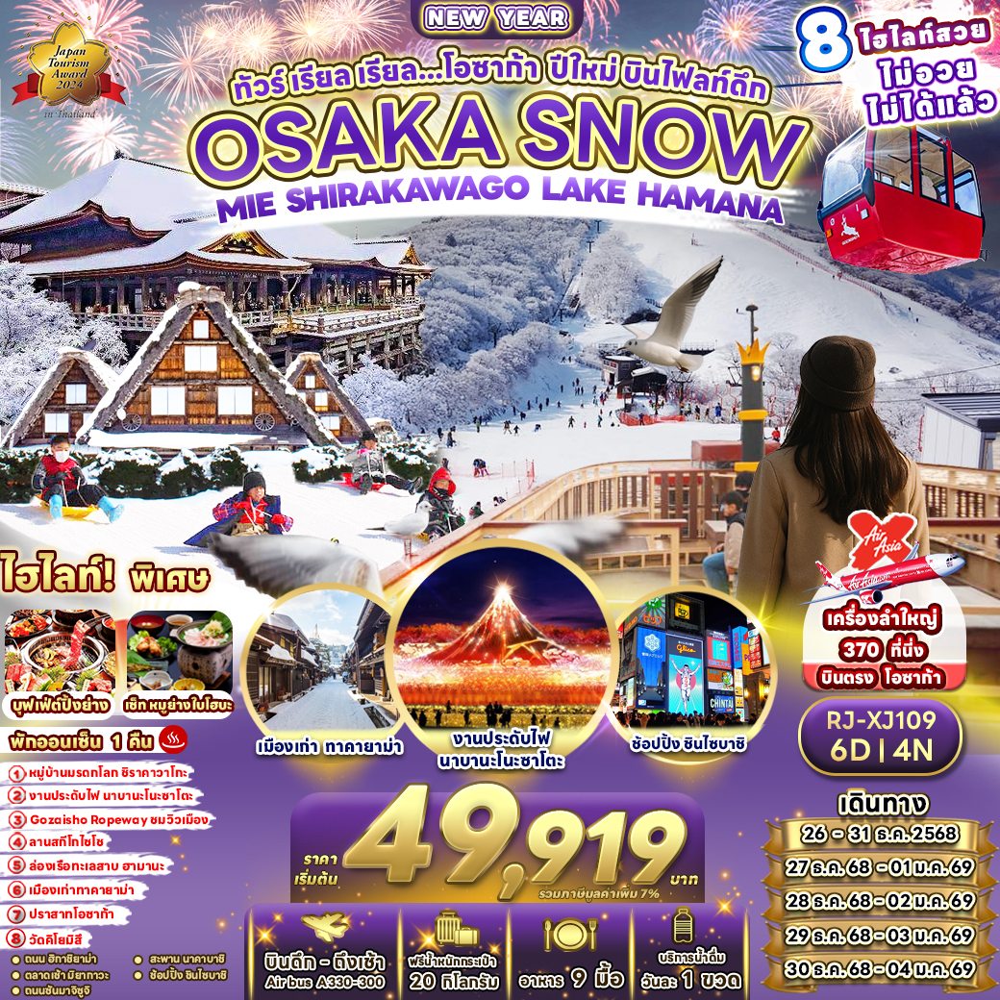 NEW YEAR
Japan
Tourism
Award
2024
in Thailand
8 ไฮไลท์สวย
ไม่อวย
ไม่ได้แล้ว
ทัวร์ เรียล เรียล...โอซาก้า ปีใหม่ บินไฟลท์ดึก
OSAKA SNOW
MIE SHIRAKAWAGO LAKE HAMANA
Air
Asia
AirAsia.com
เครื่องลำใหญ่
370 ที่นั่ง
บินตรง โอซาก้า
RJ-XJ109
6D | 4N
ไฮไลท์! พิเศษ
บุฟเฟ่ต์ปิ้งย่าง
เซ็ทหมูย่างใบโฮบะ
พักออนเซ็น 1 คืน
เมืองเก่า ทาคายาม่า
งานประดับไฟ
นาบานะโนะซาโตะ
Glico
CHINTAI
ช้อปปิ้ง ชินไซบาชิ
1 หมู่บ้านมรดกโลก ชิราคาวาโกะ
2 งานประดับไฟ นาบานะโนะซาโตะ
3 Gozaisho Ropeway ชมวิวเมือง
4 ลานสกีโกไซโช
5 ล่องเรือทะเลสาบ ฮามานะ
6 เมืองเก่าทาคายาม่า
7 ปราสาทโอซาก้า
8 วัดคิโยมิสึ
• ถนน ฮิกาชิยาม่า
• ตลาดเช้า มิยากาวะ
• ถนนซันมาจิซูจิ
• สะพาน นาคาบาชิ
• ช้อปปิ้ง ชินไซบาชิ
ราคา
เริ่มต้น
49,919 บาท
รวมภาษีมูลค่าเพิ่ม 7%
บินดึก - ถึงเช้า
Airbus A330-300
ฟรีน้ำหนักกระเป๋า
20 กิโลกรัม
อาหาร 9 มื้อ
บริการน้ำดื่ม
วันละ 1 ขวด
เดินทาง
26 - 31 ธ.ค. 2568
27 ธ.ค. 68 - 01 ม.ค. 69
28 ธ.ค. 68 - 02 ม.ค. 69
29 ธ.ค. 68 - 03 ม.ค. 69
30 ธ.ค. 68 - 04 ม.ค. 69